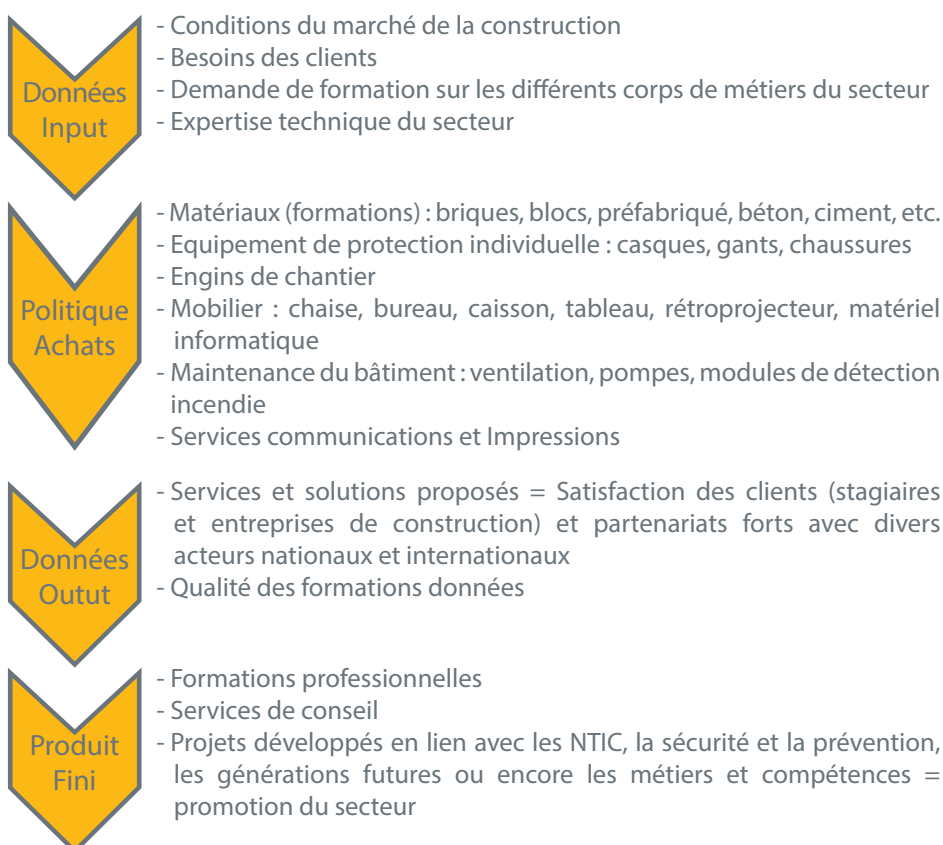 - Conditions du marché de la construction
- Besoins des clients
Données
- Demande de formation sur les différents corps de métiers du secteur
Input
- Expertise technique du secteur
- Matériaux (formations) : briques, blocs, préfabriqué, béton, ciment, etc.
- Equipement de protection individuelle : casques, gants, chaussures
- Engins de chantier
Politique
Achats
- Mobilier : chaise, bureau, caisson, tableau, rétroprojecteur, matériel
informatique
- Maintenance du bâtiment : ventilation, pompes, modules de détection
incendie
- Services communications et Impressions
- Services et solutions proposés = Satisfaction des clients (stagiaires
et entreprises de construction) et partenariats forts avec divers
acteurs nationaux et internationaux
Données
Outut
- Qualité des formations données
- Formations professionnelles
- Services de conseil
Produit
Fini
- Projets développés en lien avec les NTIC, la sécurité et la prévention,
les générations futures ou encore les métiers et compétences =
promotion du secteur